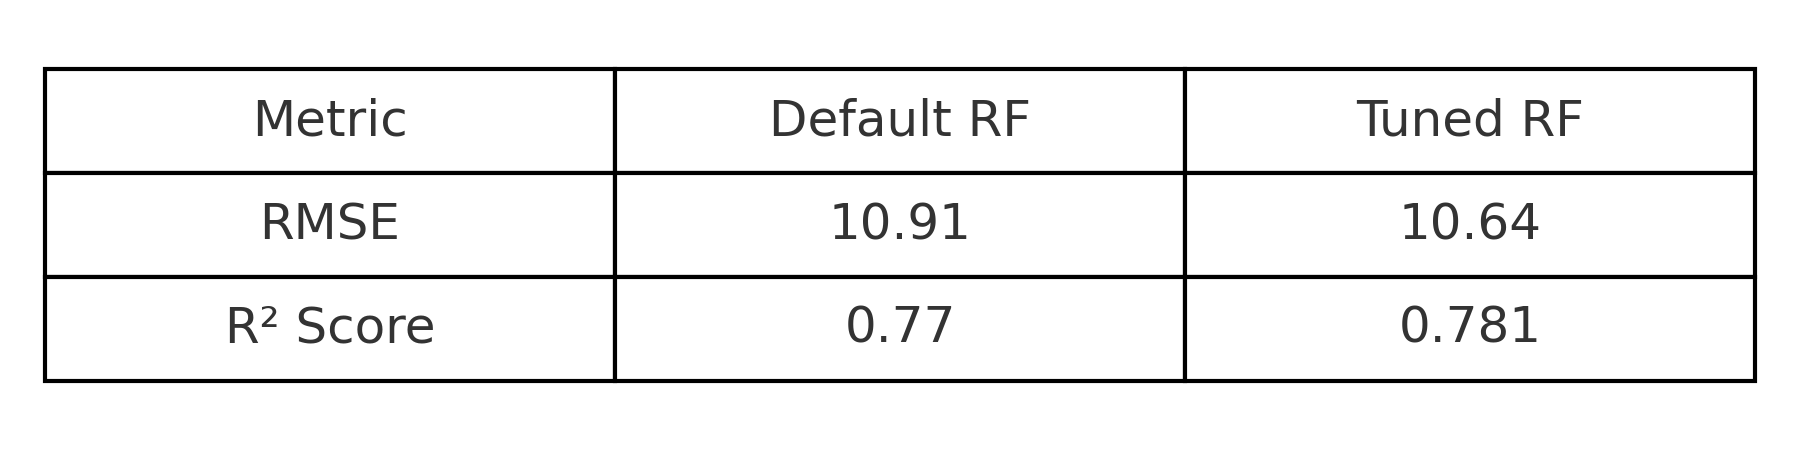 Metric Default RF Tuned RF
RMSE 10.91 10.64
R² Score 0.77 0.781